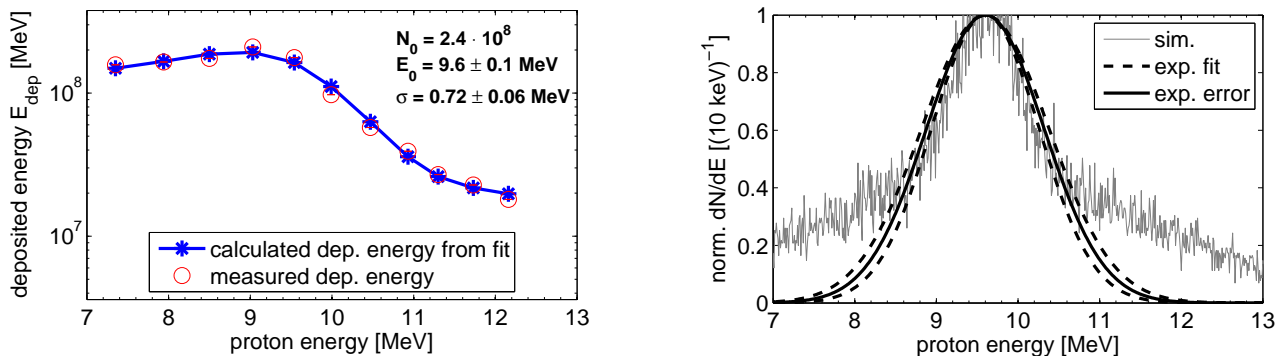 deposited energy E_dep [MeV]
10^8
10^7
N_0 = 2.4 · 10^8
E_0 = 9.6 ± 0.1 MeV
σ = 0.72 ± 0.06 MeV
calculated dep. energy from fit
measured dep. energy
7 8 9 10 11 12 13
proton energy [MeV]
norm. dN/dE [(10 keV)^−1]
1
0.8
0.6
0.4
0.2
0
sim.
exp. fit
exp. error
7 8 9 10 11 12 13
proton energy [MeV]